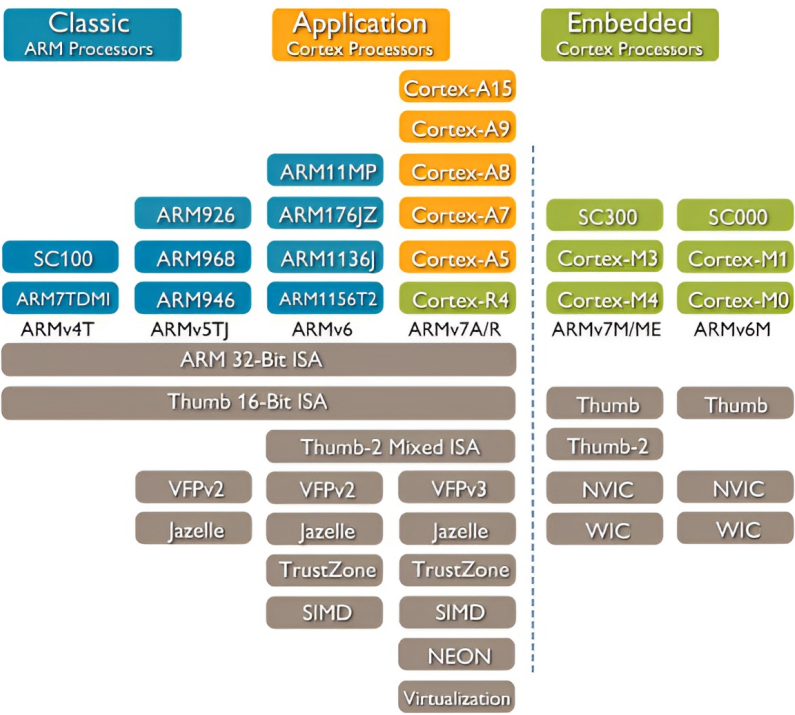 Classic
ARM Processors
Application
Cortex Processors
Embedded
Cortex Processors
Cortex-A15
Cortex-A9
ARM11MP
Cortex-A8
ARM926
ARM176JZ
Cortex-A7
SC300
SC000
SC100
ARM968
ARM1136J
Cortex-A5
Cortex-M3
Cortex-M1
ARM7TDMI
ARM946
ARM1156T2
Cortex-R4
Cortex-M4
Cortex-M0
ARMv4T
ARMv5TJ
ARMv6
ARMv7A/R
ARMv7M/ME
ARMv6M
ARM 32-Bit ISA
Thumb 16-Bit ISA
Thumb
Thumb
Thumb-2 Mixed ISA
Thumb-2
VFPv2
VFPv2
VFPv3
NVIC
NVIC
Jazelle
Jazelle
Jazelle
WIC
WIC
TrustZone
TrustZone
SIMD
SIMD
NEON
Virtualization